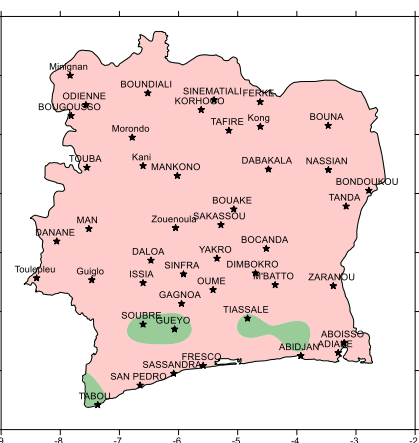 Minignan
BOUNDIALI
SINEMATIALI
FERKE
ODIENNE
KORHOGO
BOUGOUSSO
Kong
BOUNA
TAFIRE
Morondo
TOUBA
Kani
MANKONO
DABAKALA
NASSIAN
BONDOUKOU
TANDA
BOUAKE
MAN
Zouenoula
SAKASSOU
DANANE
BOCANDA
DALOA
YAKRO
Toulepleu
Guiglo
SINFRA
DIMBOKRO
ISSIA
OUME
M'BATTO
ZARANOU
GAGNOA
SOUBRE
GUEYO
TIASSALE
ABOISSO
ABIDJAN
ADIAKE
FRESCO
SASSANDRA
SAN PEDRO
TABOU
-8 -7 -6 -5 -4 -3